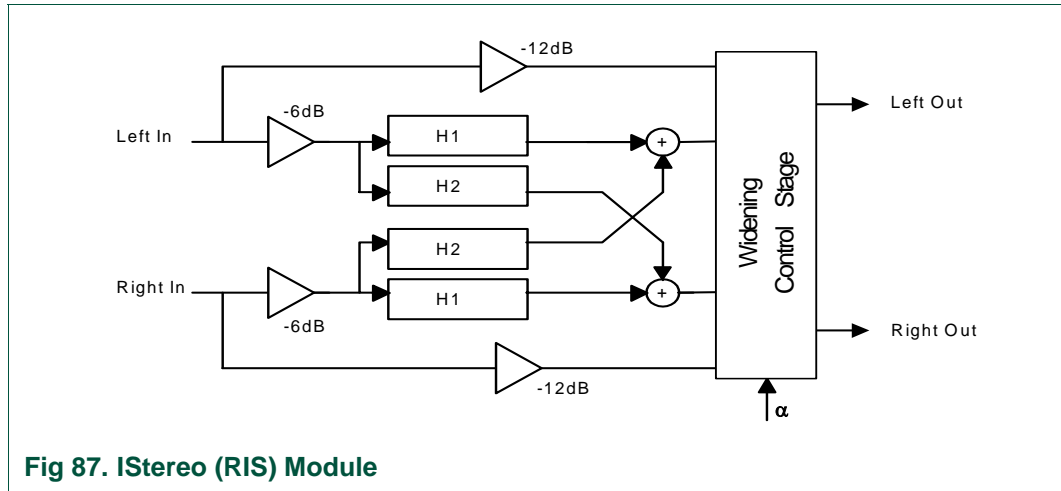 -12dB
-6dB
Left In
H1
+
Left Out
H2
Widening
Control Stage
H2
Right In
H1
+
-6dB
Right Out
-12dB
α
Fig 87. IStereo (RIS) Module